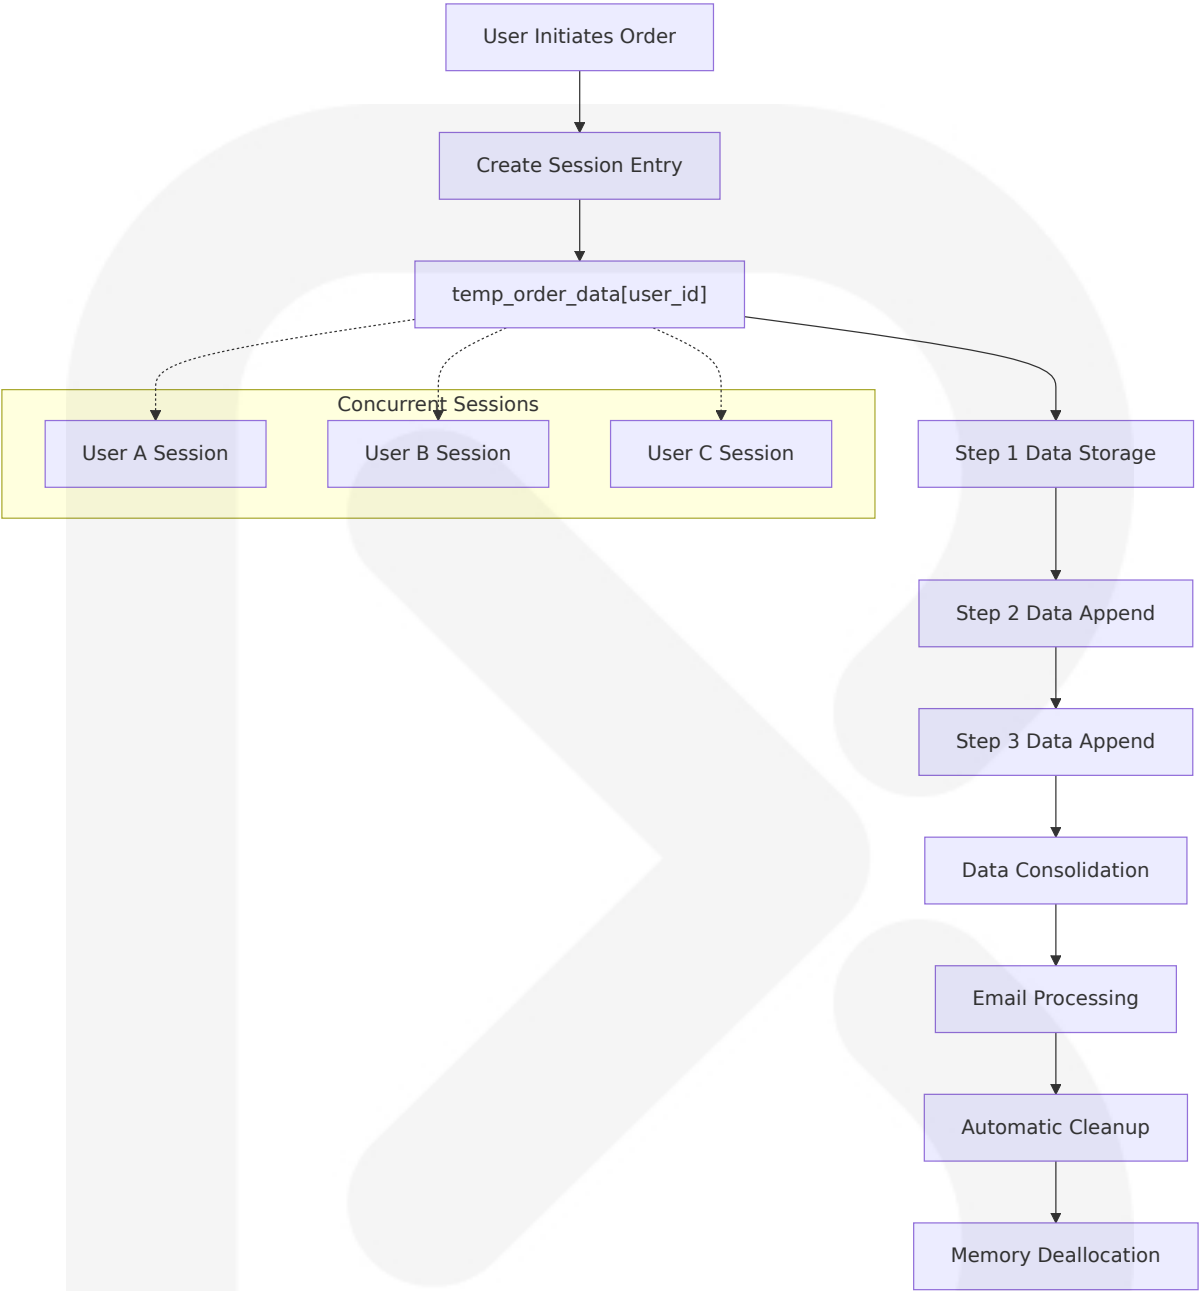 User Initiates Order
Create Session Entry
temp_order_data[user_id]
Concurrent Sessions
User A Session
User B Session
User C Session
Step 1 Data Storage
Step 2 Data Append
Step 3 Data Append
Data Consolidation
Email Processing
Automatic Cleanup
Memory Deallocation